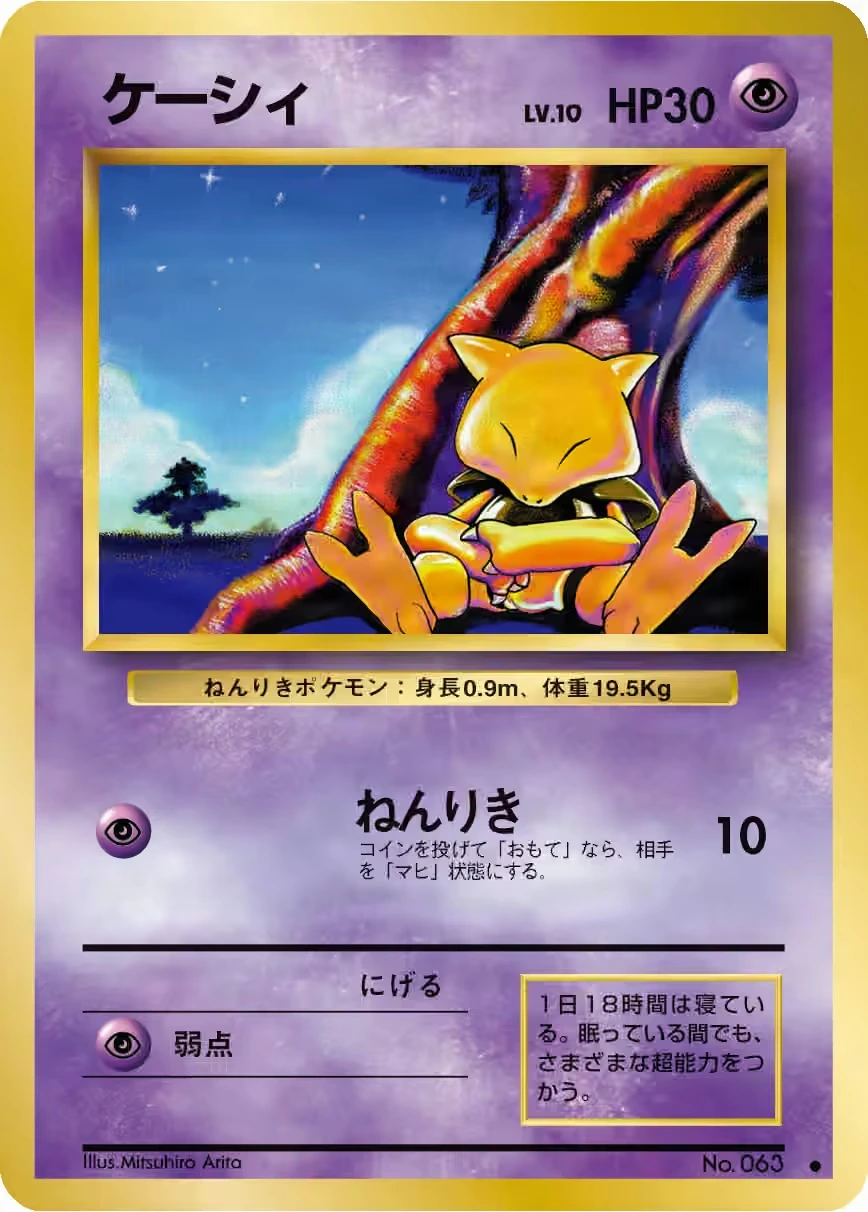 ケーシィ LV.10 HP30
ねんりきポケモン：身長0.9m、体重19.5Kg
ねんりき 10
コインを投げて「おもて」なら、相手
を「マヒ」状態にする。
にげる
弱点
1日18時間は寝てい
る。眠っている間でも、
さまざまな超能力をつ
かう。
Illus.Mitsuhiro Arita No. 063